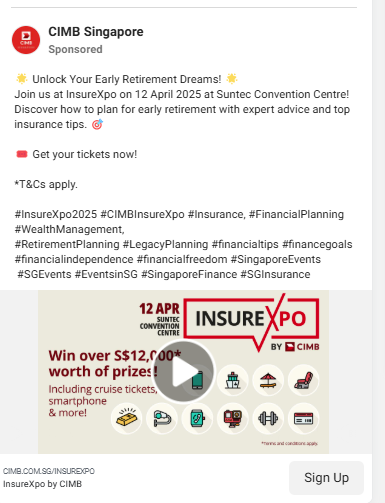 CIMB Singapore
CIMB
Sponsored
🌟 Unlock Your Early Retirement Dreams! 🌟
Join us at InsureXpo on 12 April 2025 at Suntec Convention Centre!
Discover how to plan for early retirement with expert advice and top
insurance tips. 🎯
🎟️ Get your tickets now!
*T&Cs apply.
#InsureXpo2025 #CIMBInsureXpo #Insurance, #FinancialPlanning
#WealthManagement,
#RetirementPlanning #LegacyPlanning #financialtips #financegoals
#financialindependence #financialfreedom #SingaporeEvents
#SGEvents #EventsinSG #SingaporeFinance #SGInsurance
12 APR
SUNTEC
CONVENTION
CENTRE
INSUREXPO
BY CIMB
Win over S$12,000*
worth of prizes!
Including cruise tickets,
smartphone
& more!
*Terms and conditions apply.
CIMB.COM.SG/INSUREXPO
InsureXpo by CIMB
Sign Up